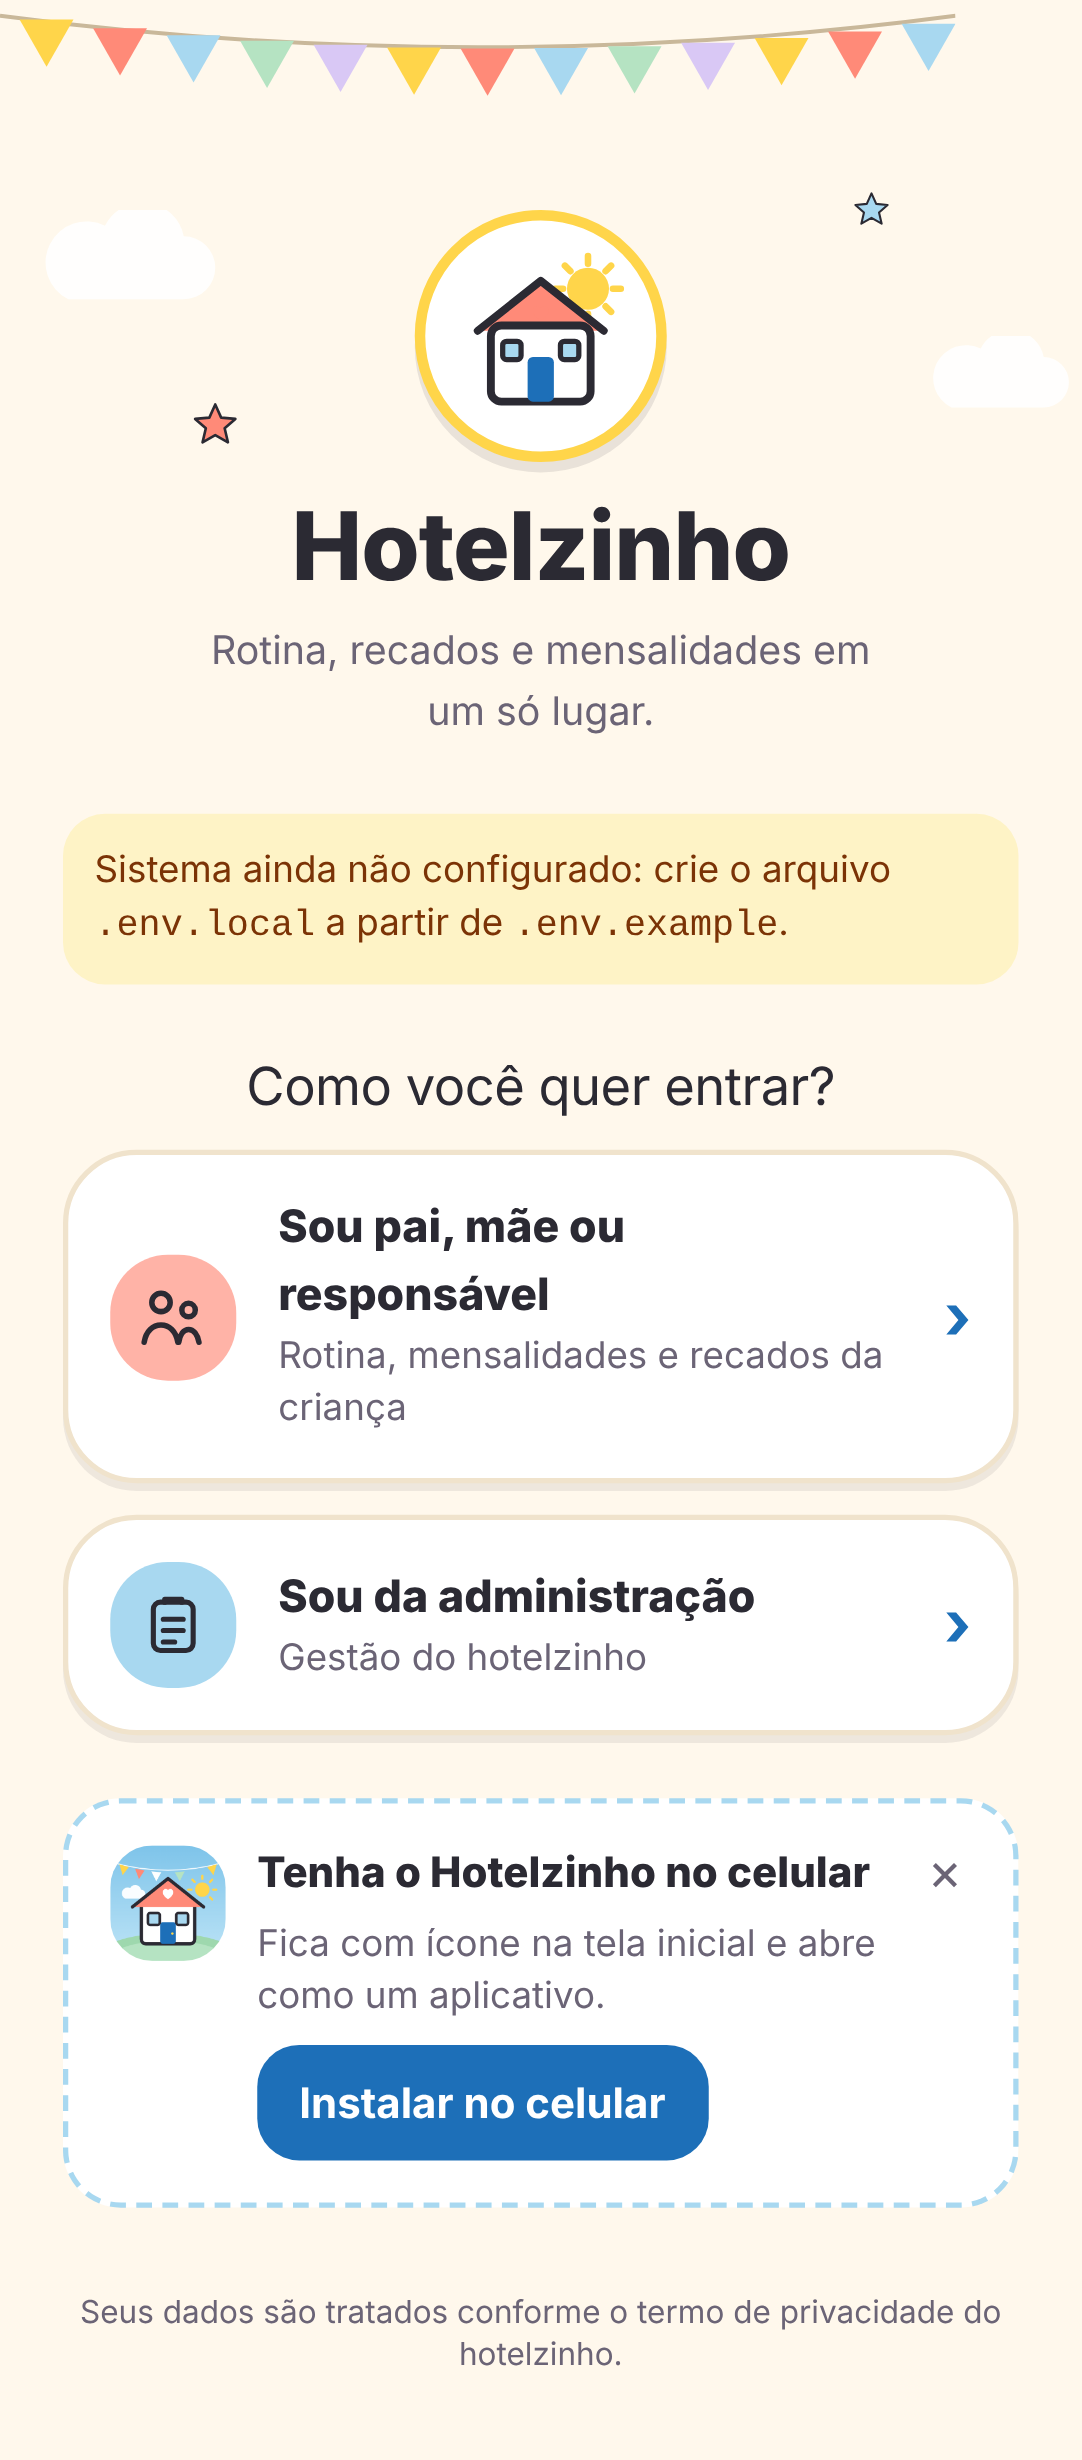 Hotelzinho
Rotina, recados e mensalidades em
um só lugar.
Sistema ainda não configurado: crie o arquivo
.env.local a partir de .env.example.
Como você quer entrar?
Sou pai, mãe ou
responsável
Rotina, mensalidades e recados da
criança
Sou da administração
Gestão do hotelzinho
Tenha o Hotelzinho no celular
Fica com ícone na tela inicial e abre
como um aplicativo.
Instalar no celular
Seus dados são tratados conforme o termo de privacidade do
hotelzinho.